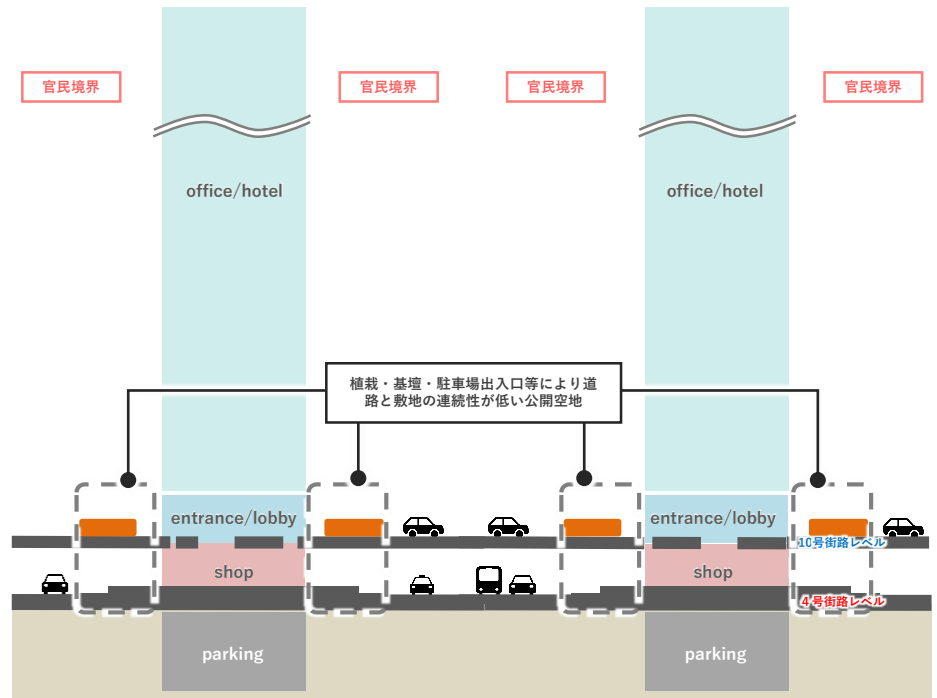 官民境界
官民境界
官民境界
官民境界
office/hotel
office/hotel
植栽・基壇・駐車場出入口等により道
路と敷地の連続性が低い公開空地
entrance/lobby
entrance/lobby
10号街路レベル
shop
shop
4号街路レベル
parking
parking